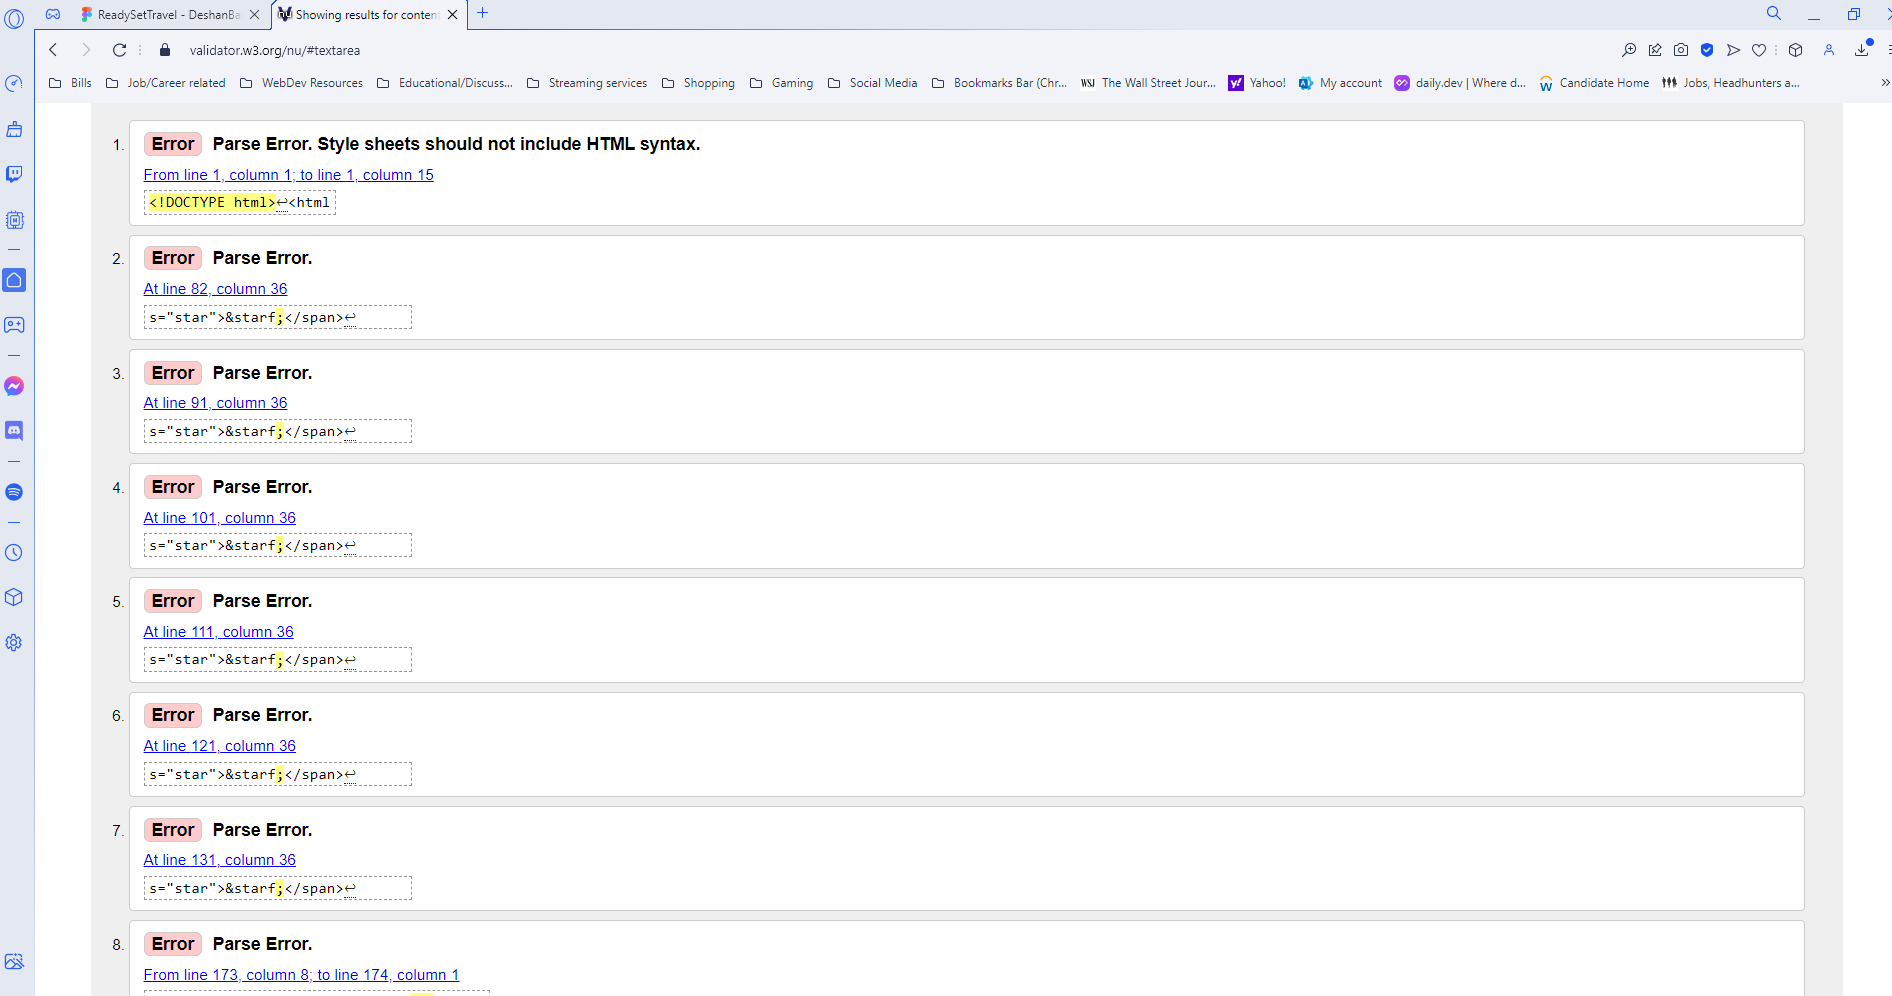 ReadySetTravel - DeshanBa
Showing results for conten
validator.w3.org/nu/#textarea
Bills
Job/Career related
WebDev Resources
Educational/Discuss...
Streaming services
Shopping
Gaming
Social Media
Bookmarks Bar (Chr...
WSJ The Wall Street Jour...
y! Yahoo!
My account
daily.dev | Where d...
W Candidate Home
Jobs, Headhunters a...
1. Error Parse Error. Style sheets should not include HTML syntax.
From line 1, column 1; to line 1, column 15
<!DOCTYPE html>↩<html
2. Error Parse Error.
At line 82, column 36
s="star">&starf;</span>↩
3. Error Parse Error.
At line 91, column 36
s="star">&starf;</span>↩
4. Error Parse Error.
At line 101, column 36
s="star">&starf;</span>↩
5. Error Parse Error.
At line 111, column 36
s="star">&starf;</span>↩
6. Error Parse Error.
At line 121, column 36
s="star">&starf;</span>↩
7. Error Parse Error.
At line 131, column 36
s="star">&starf;</span>↩
8. Error Parse Error.
From line 173, column 8; to line 174, column 1